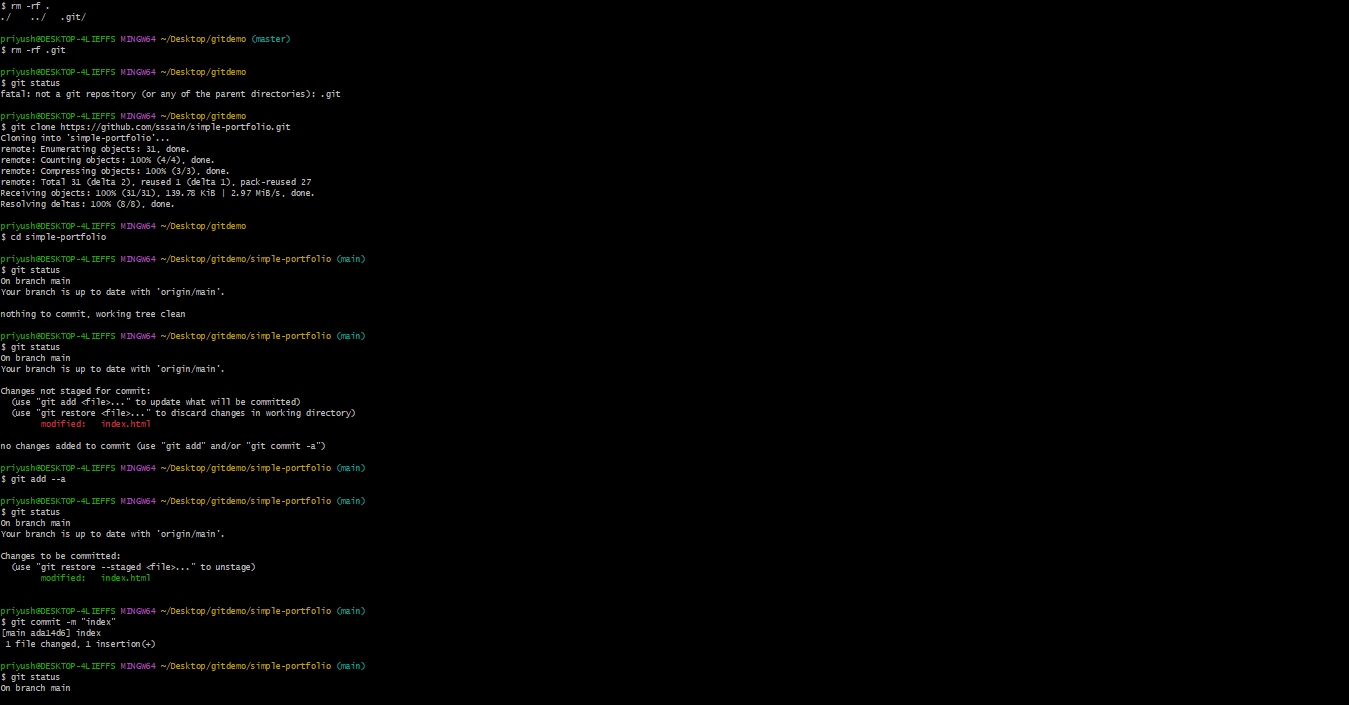 $ rm -rf .
./    ../   .git/
priyush@DESKTOP-4LIEFFS MINGW64 ~/Desktop/gitdemo (master)
$ rm -rf .git
priyush@DESKTOP-4LIEFFS MINGW64 ~/Desktop/gitdemo
$ git status
fatal: not a git repository (or any of the parent directories): .git
priyush@DESKTOP-4LIEFFS MINGW64 ~/Desktop/gitdemo
$ git clone https://github.com/sssain/simple-portfolio.git
Cloning into 'simple-portfolio'...
remote: Enumerating objects: 31, done.
remote: Counting objects: 100% (4/4), done.
remote: Compressing objects: 100% (3/3), done.
remote: Total 31 (delta 2), reused 1 (delta 1), pack-reused 27
Receiving objects: 100% (31/31), 139.78 KiB | 2.97 MiB/s, done.
Resolving deltas: 100% (8/8), done.
priyush@DESKTOP-4LIEFFS MINGW64 ~/Desktop/gitdemo
$ cd simple-portfolio
priyush@DESKTOP-4LIEFFS MINGW64 ~/Desktop/gitdemo/simple-portfolio (main)
$ git status
On branch main
Your branch is up to date with 'origin/main'.
nothing to commit, working tree clean
priyush@DESKTOP-4LIEFFS MINGW64 ~/Desktop/gitdemo/simple-portfolio (main)
$ git status
On branch main
Your branch is up to date with 'origin/main'.
Changes not staged for commit:
  (use "git add <file>..." to update what will be committed)
  (use "git restore <file>..." to discard changes in working directory)
        modified:   index.html
no changes added to commit (use "git add" and/or "git commit -a")
priyush@DESKTOP-4LIEFFS MINGW64 ~/Desktop/gitdemo/simple-portfolio (main)
$ git add --a
priyush@DESKTOP-4LIEFFS MINGW64 ~/Desktop/gitdemo/simple-portfolio (main)
$ git status
On branch main
Your branch is up to date with 'origin/main'.
Changes to be committed:
  (use "git restore --staged <file>..." to unstage)
        modified:   index.html
priyush@DESKTOP-4LIEFFS MINGW64 ~/Desktop/gitdemo/simple-portfolio (main)
$ git commit -m "index"
[main ada14d6] index
 1 file changed, 1 insertion(+)
priyush@DESKTOP-4LIEFFS MINGW64 ~/Desktop/gitdemo/simple-portfolio (main)
$ git status
On branch main